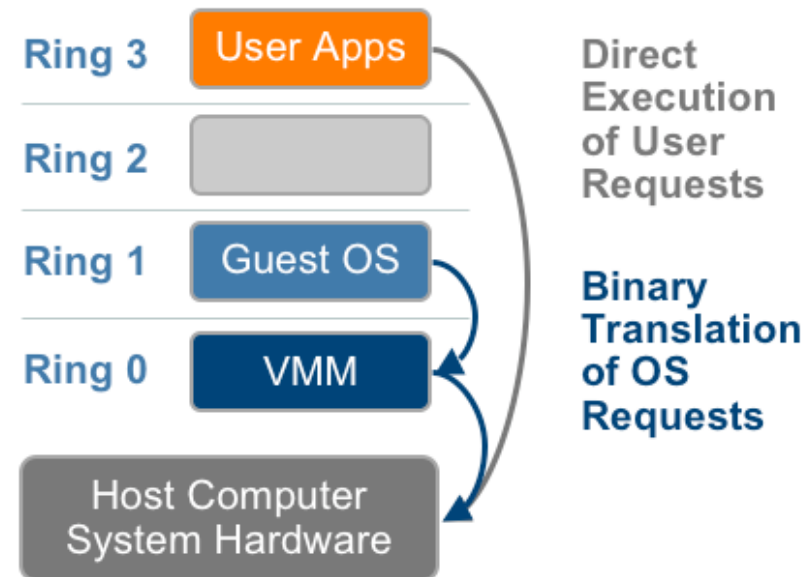 Ring 3
User Apps
Ring 2
Ring 1
Guest OS
Ring 0
VMM
Host Computer
System Hardware
Direct
Execution
of User
Requests
Binary
Translation
of OS
Requests